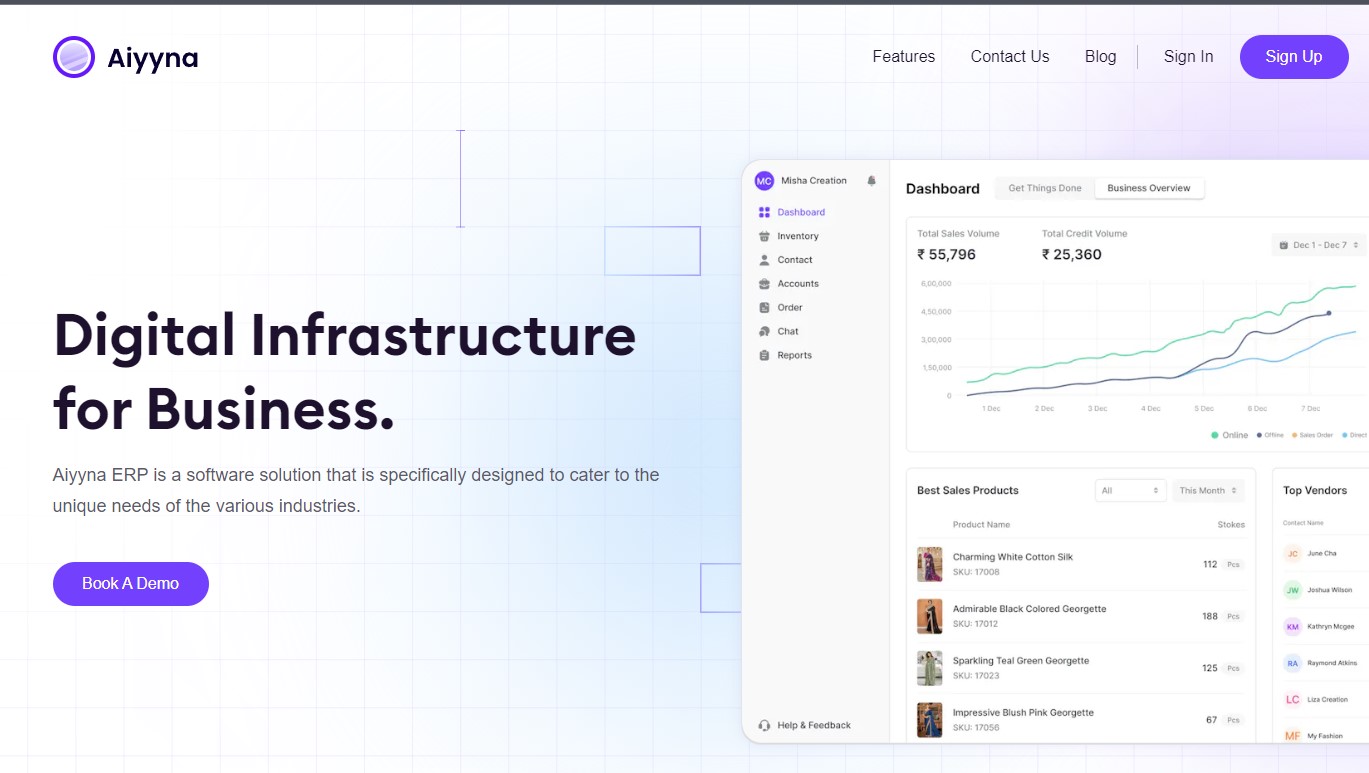 Aiyyna
Features
Contact Us
Blog
Sign In
Sign Up
Digital Infrastructure
for Business.
Aiyyna ERP is a software solution that is specifically designed to cater to the
unique needs of the various industries.
Book A Demo
MC Misha Creation
Dashboard
Inventory
Contact
Accounts
Order
Chat
Reports
Help & Feedback
Dashboard
Get Things Done
Business Overview
Total Sales Volume
₹ 55,796
Total Credit Volume
₹ 25,360
Dec 1 - Dec 7
6,00,000
4,50,000
3,00,000
1,50,000
0
1 Dec 2 Dec 3 Dec 4 Dec 5 Dec 6 Dec 7 Dec
Online Offline Sales Order Direct
Best Sales Products
All
This Month
Product Name Stokes
Charming White Cotton Silk
SKU: 17008
112 Pcs
Admirable Black Colored Georgette
SKU: 17012
188 Pcs
Sparkling Teal Green Georgette
SKU: 17023
125 Pcs
Impressive Blush Pink Georgette
SKU: 17056
67 Pcs
Top Vendors
Contact Name
JC June Cha
JW Joshua Wilson
KM Kathryn Mcgee
RA Raymond Atkins
LC Liza Creation
MF My Fashion